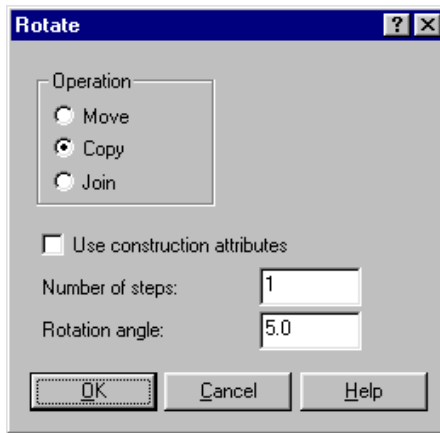 Rotate
Operation
Move
Copy
Join
Use construction attributes
Number of steps: 1
Rotation angle: 5.0
OK Cancel Help